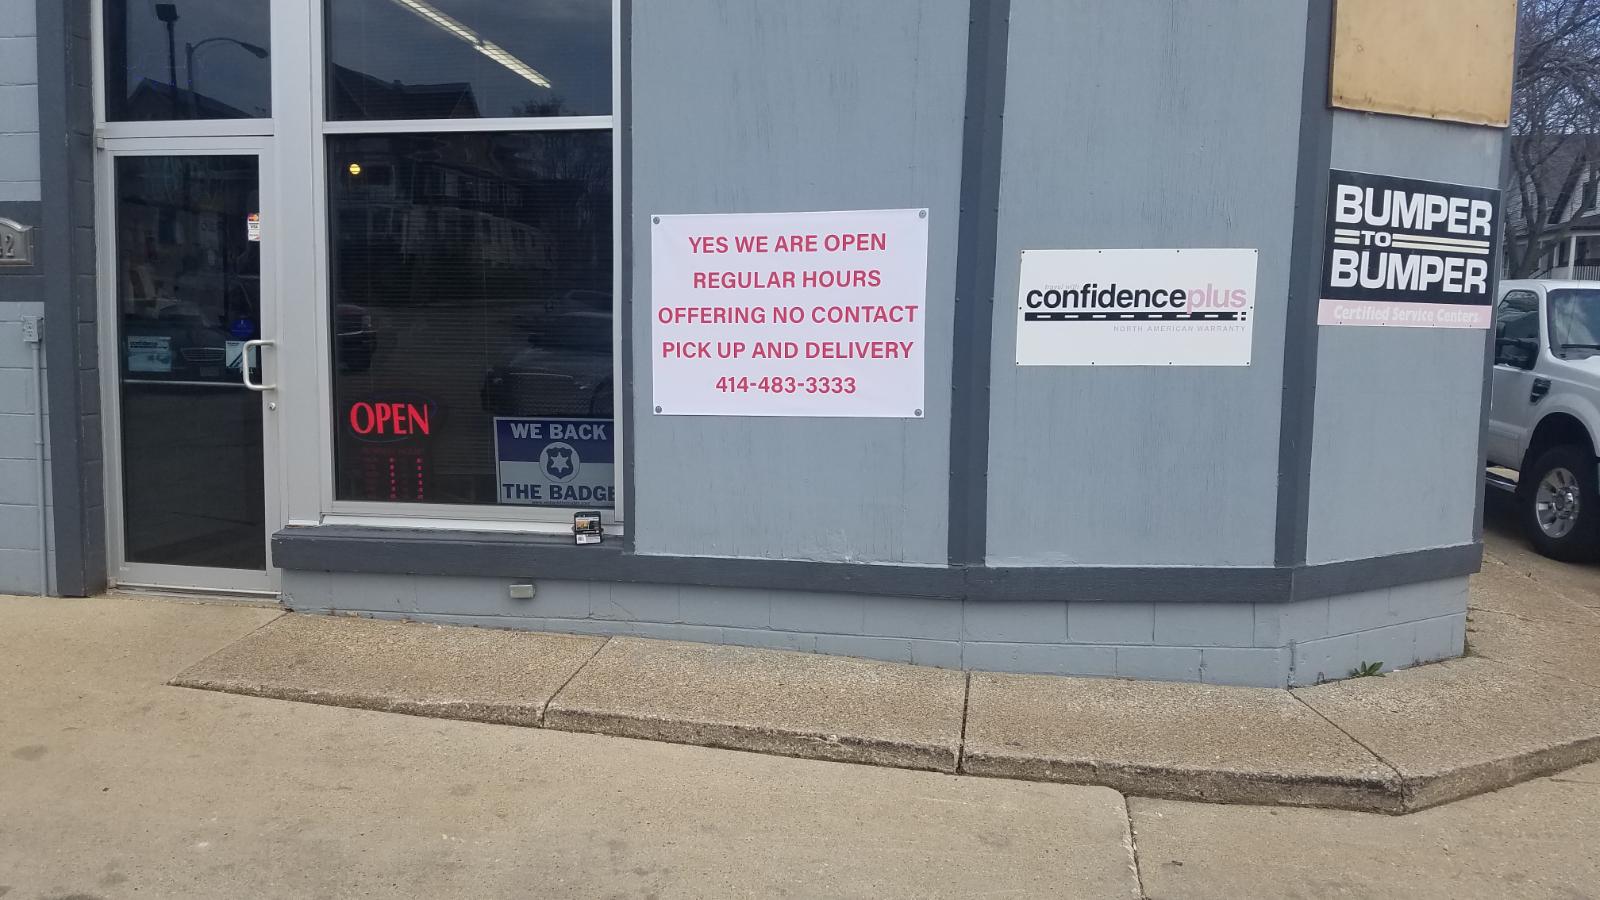 YES WE ARE OPEN
REGULAR HOURS
OFFERING NO CONTACT
PICK UP AND DELIVERY
414-483-3333
confidenceplus
NORTH AMERICAN WARRANTY
BUMPER
TO
BUMPER
Certified Service Centers
OPEN
WE BACK
THE BADGE